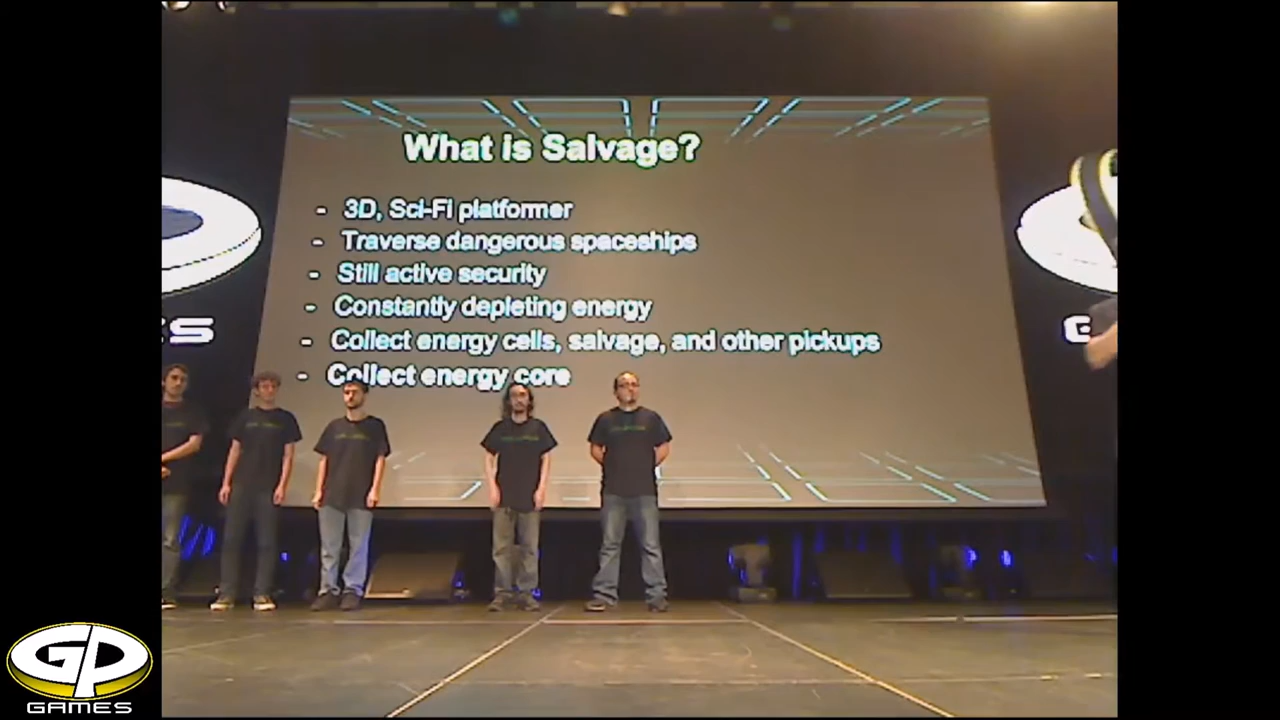 What is Salvage?
- 3D, Sci-Fi platformer
- Traverse dangerous spaceships
- Still active security
- Constantly depleting energy
- Collect energy cells, salvage, and other pickups
- Collect energy core
ES
G
GP
GAMES